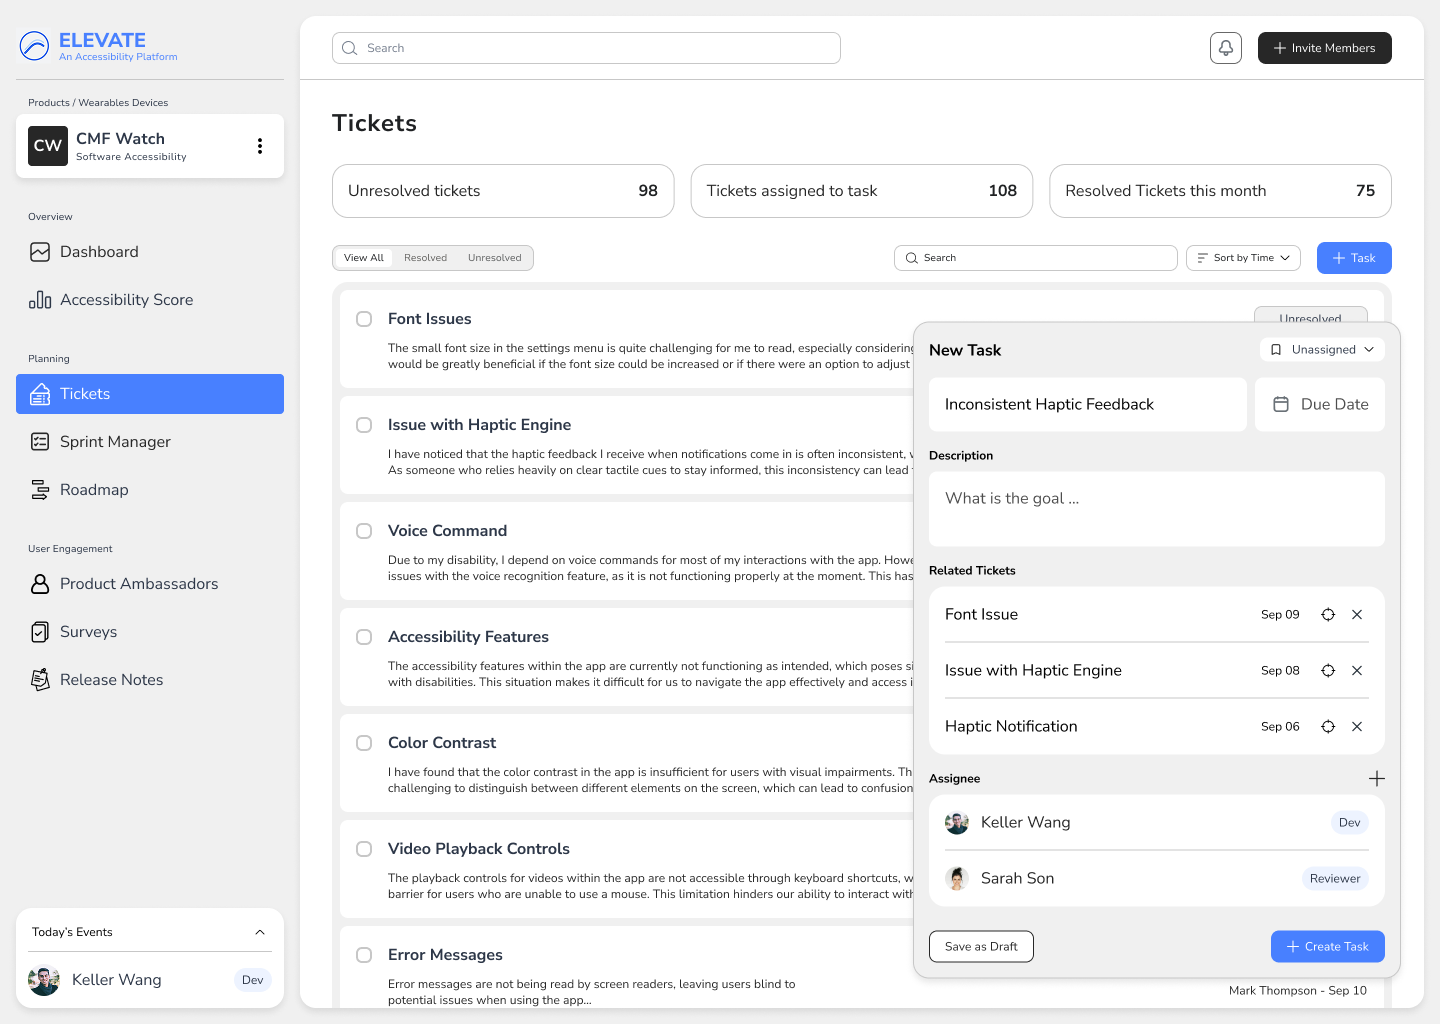 ELEVATE
An Accessibility Platform
Products / Wearables Devices
CW
CMF Watch
Software Accessibility
Overview
Dashboard
Accessibility Score
Planning
Tickets
Sprint Manager
Roadmap
User Engagement
Product Ambassadors
Surveys
Release Notes
Today's Events
Keller Wang
Dev
Search
Invite Members
Tickets
Unresolved tickets 98
Tickets assigned to task 108
Resolved Tickets this month 75
View All Resolved Unresolved
Search
Sort by Time
Task
Font Issues
Unresolved
The small font size in the settings menu is quite challenging for me to read, especially considering
would be greatly beneficial if the font size could be increased or if there were an option to adjust
Issue with Haptic Engine
I have noticed that the haptic feedback I receive when notifications come in is often inconsistent,
As someone who relies heavily on clear tactile cues to stay informed, this inconsistency can lead
Voice Command
Due to my disability, I depend on voice commands for most of my interactions with the app. Howe
issues with the voice recognition feature, as it is not functioning properly at the moment. This has
Accessibility Features
The accessibility features within the app are currently not functioning as intended, which poses si
with disabilities. This situation makes it difficult for us to navigate the app effectively and access i
Color Contrast
I have found that the color contrast in the app is insufficient for users with visual impairments. Th
challenging to distinguish between different elements on the screen, which can lead to confusion
Video Playback Controls
The playback controls for videos within the app are not accessible through keyboard shortcuts, w
barrier for users who are unable to use a mouse. This limitation hinders our ability to interact with
Error Messages
Error messages are not being read by screen readers, leaving users blind to
potential issues when using the app...
Mark Thompson - Sep 10
New Task
Unassigned
Inconsistent Haptic Feedback
Due Date
Description
What is the goal ...
Related Tickets
Font Issue Sep 09
Issue with Haptic Engine Sep 08
Haptic Notification Sep 06
Assignee
Keller Wang Dev
Sarah Son Reviewer
Save as Draft
Create Task